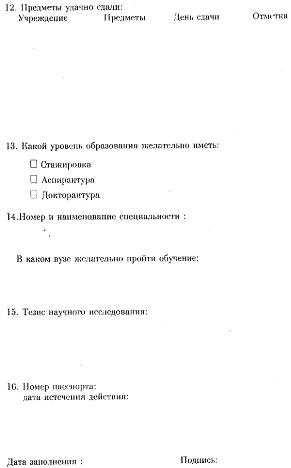 12. Предметы удачно сдали:
Учреждение Предметы День сдачи Отметка
13. Какой уровень образования желательно иметь:
☐ Стажировка
☐ Аспирантура
☐ Докторантура
14.Номер и наименование специальности :
В каком вузе желательно пройти обучение:
15. Тезис научного исследования:
16. Номер паспорта:
дата истечения действия:
Дата заполнения : Подпись: